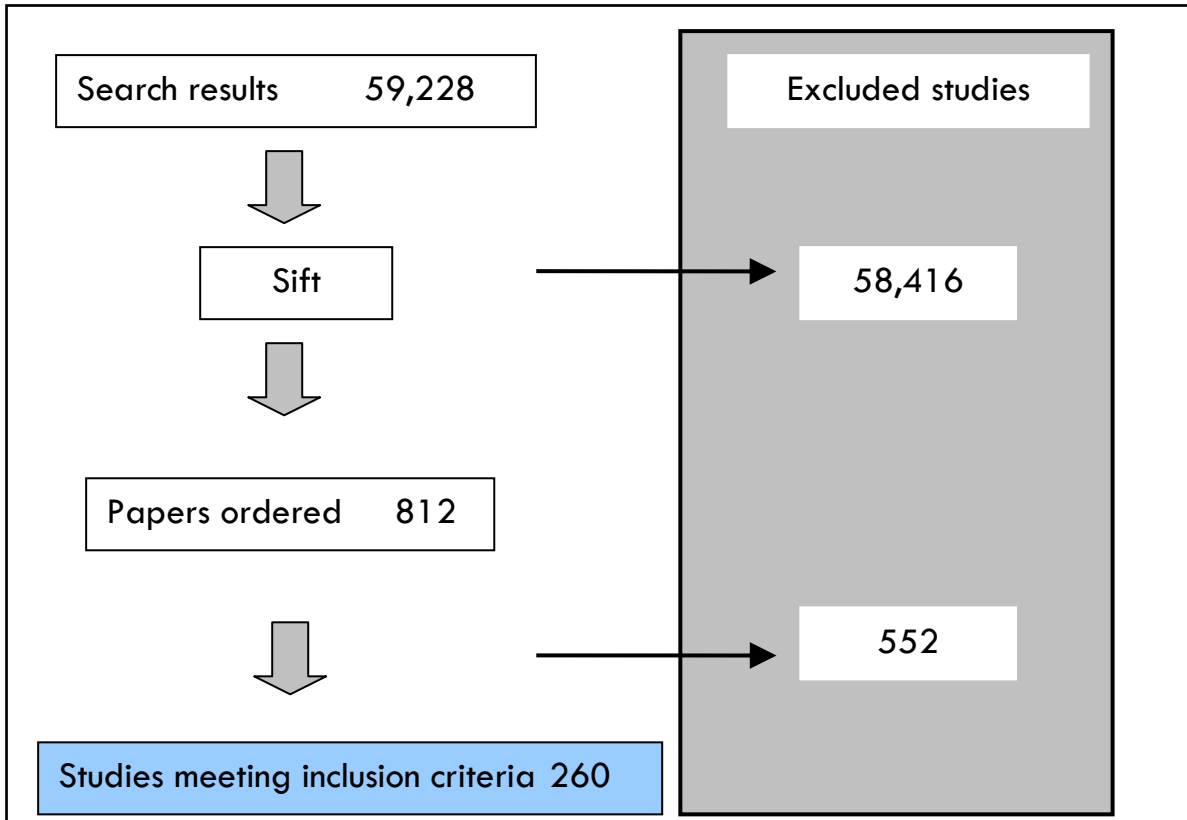 Search results 59,228
Excluded studies
Sift
58,416
Papers ordered 812
552
Studies meeting inclusion criteria 260